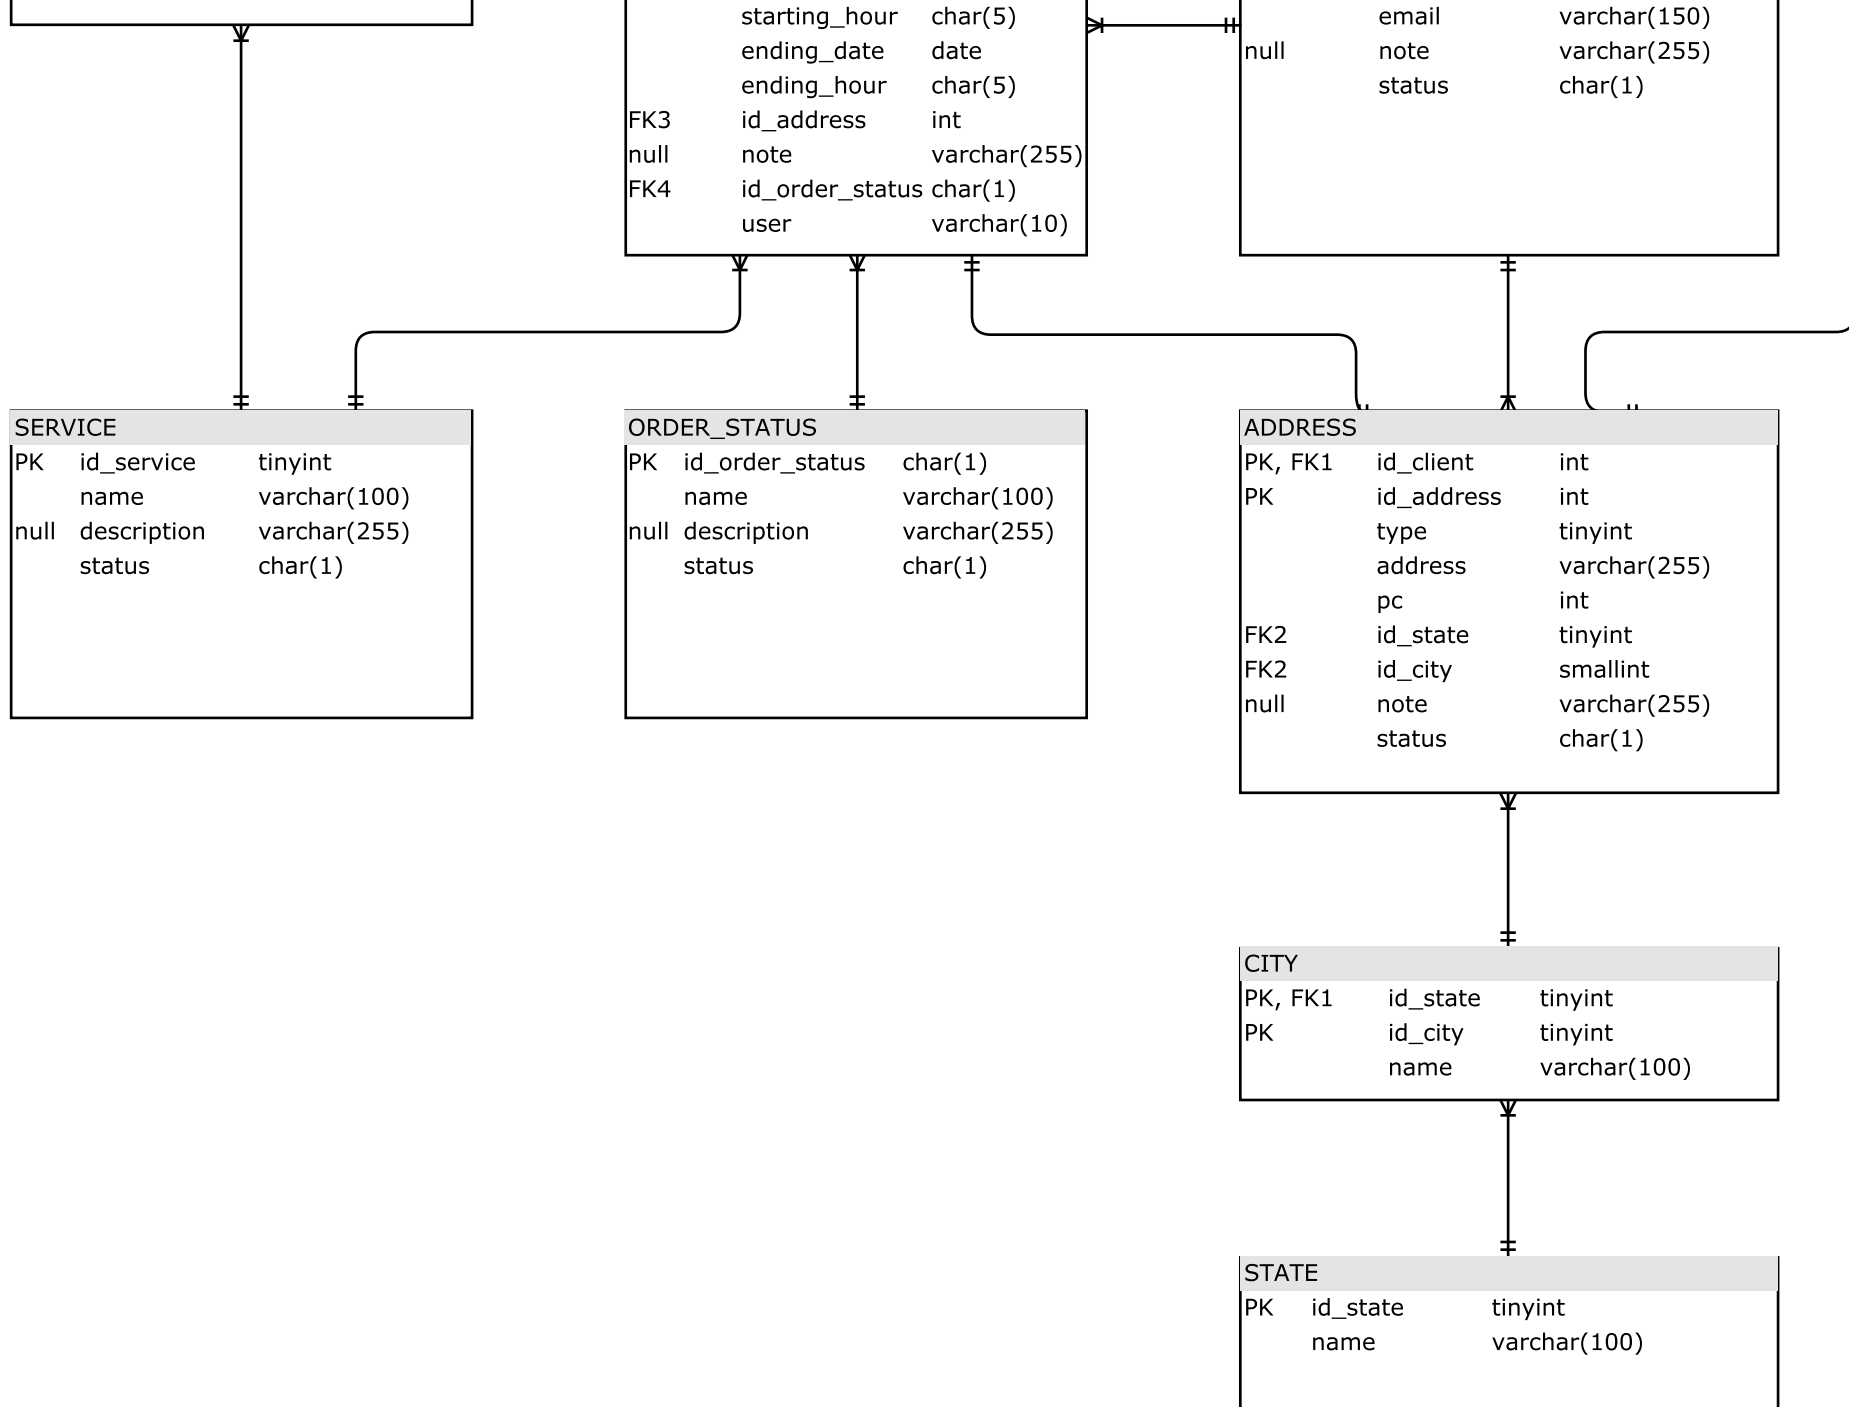 starting_hour char(5)
ending_date date
ending_hour char(5)
FK3 id_address int
null note varchar(255)
FK4 id_order_status char(1)
user varchar(10)
email varchar(150)
null note varchar(255)
status char(1)
SERVICE
PK id_service tinyint
name varchar(100)
null description varchar(255)
status char(1)
ORDER_STATUS
PK id_order_status char(1)
name varchar(100)
null description varchar(255)
status char(1)
ADDRESS
PK, FK1 id_client int
PK id_address int
type tinyint
address varchar(255)
pc int
FK2 id_state tinyint
FK2 id_city smallint
null note varchar(255)
status char(1)
CITY
PK, FK1 id_state tinyint
PK id_city tinyint
name varchar(100)
STATE
PK id_state tinyint
name varchar(100)